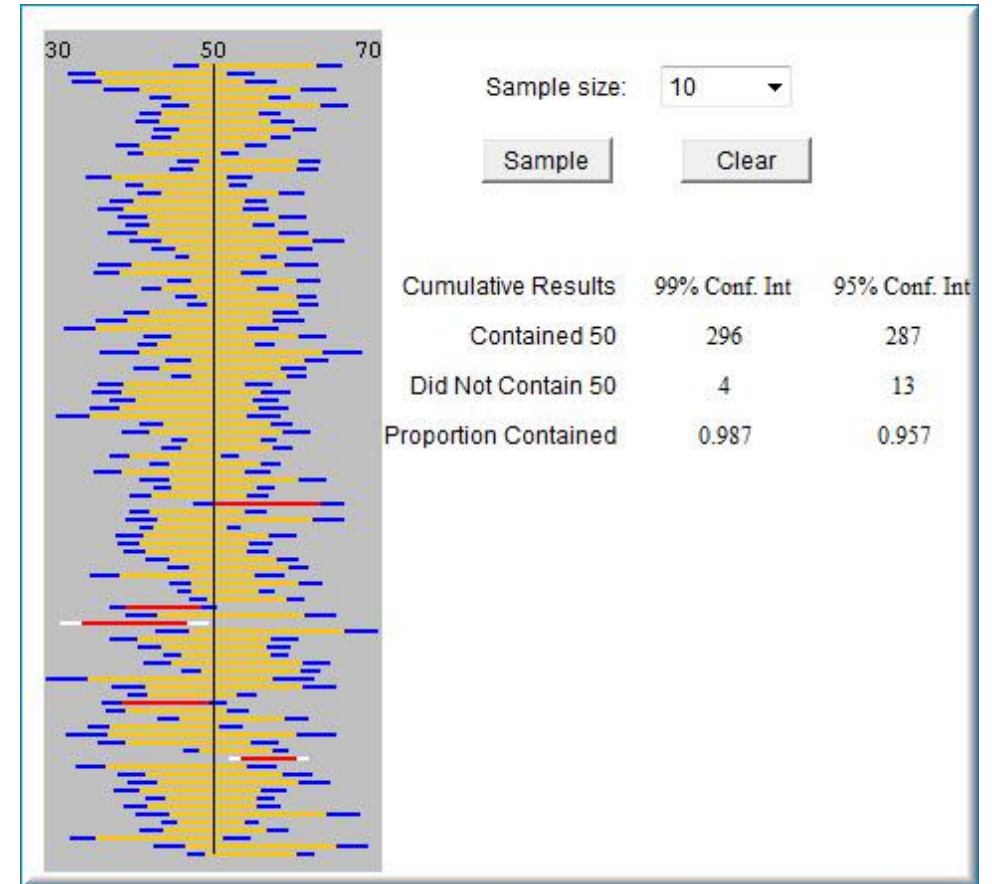 30 50 70
Sample size: 10
Sample Clear
Cumulative Results 99% Conf. Int 95% Conf. Int
Contained 50 296 287
Did Not Contain 50 4 13
Proportion Contained 0.987 0.957